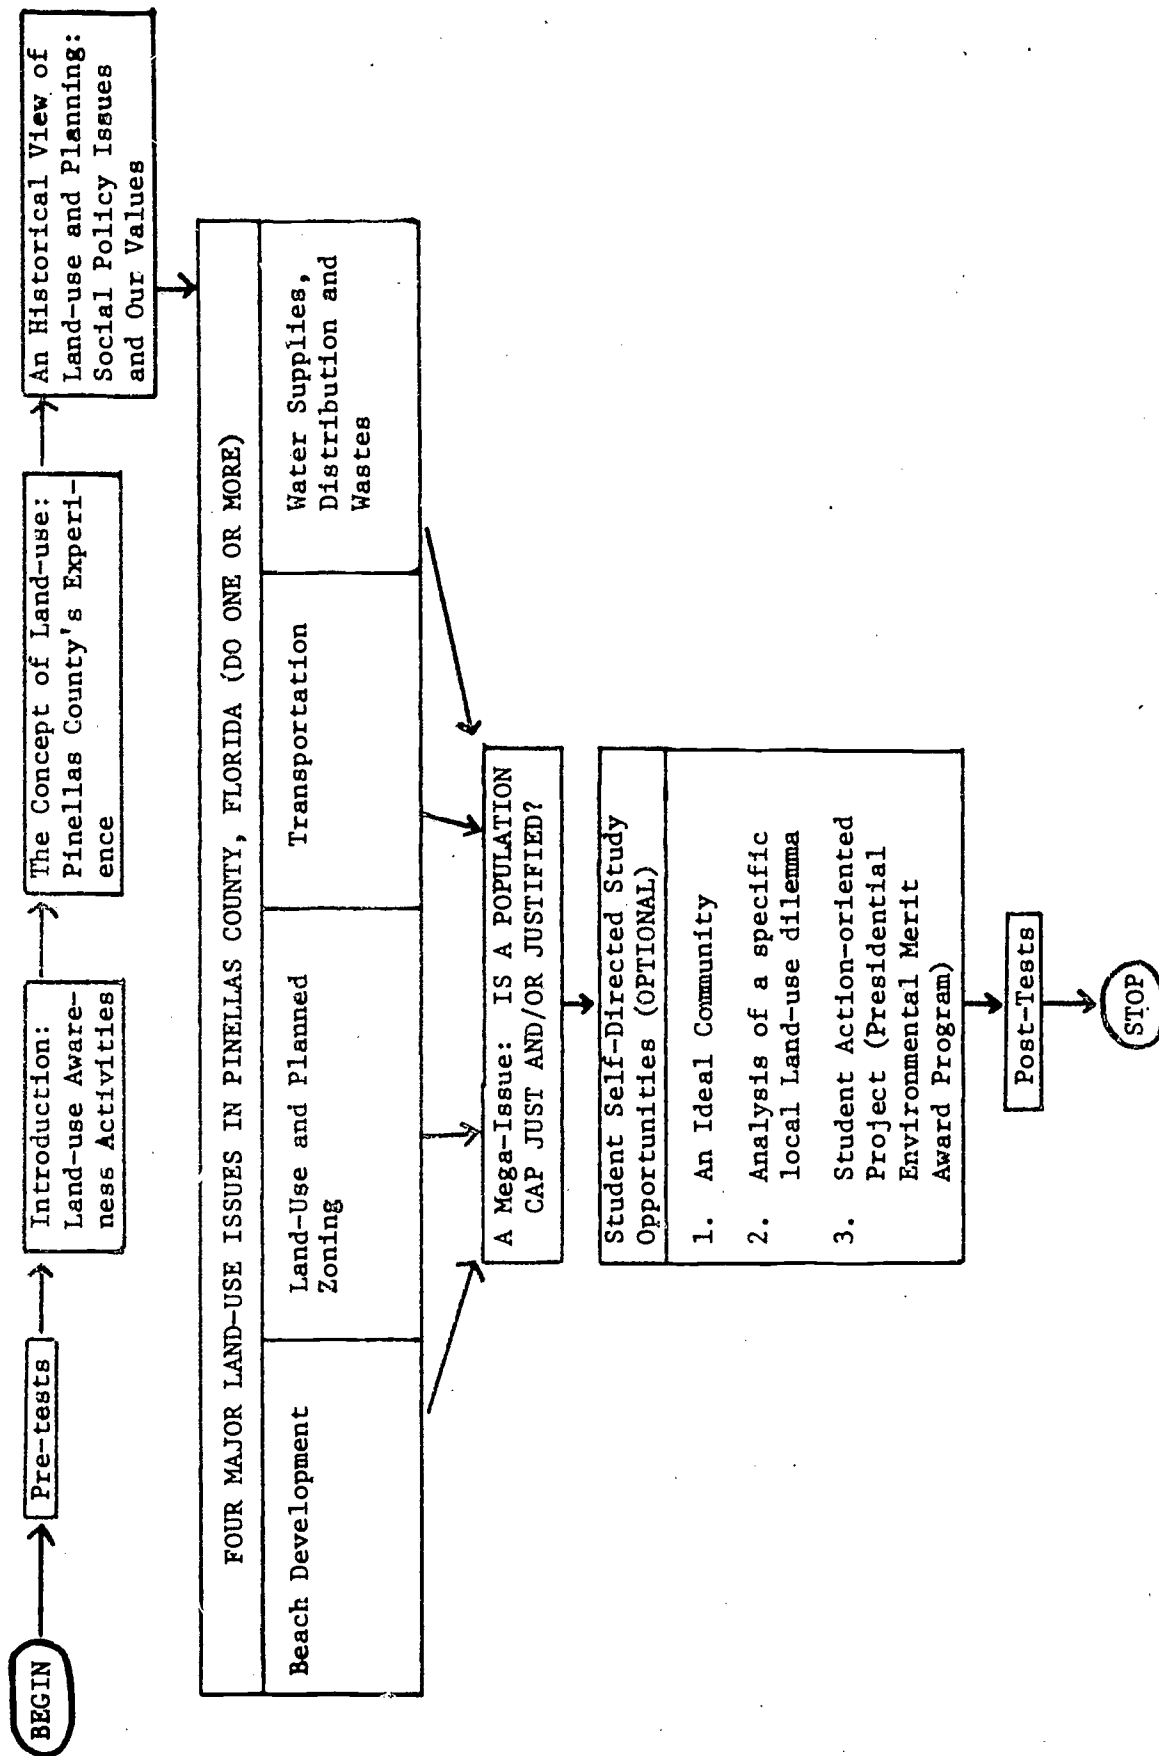 BEGIN
Pre-tests
Introduction:
Land-use Aware-
ness Activities
The Concept of Land-use:
Pinellas County's Experi-
ence
An Historical View of
Land-use and Planning:
Social Policy Issues
and Our Values
FOUR MAJOR LAND-USE ISSUES IN PINELLAS COUNTY, FLORIDA (DO ONE OR MORE)
Beach Development
Land-Use and Planned
Zoning
Transportation
Water Supplies,
Distribution and
Wastes
A Mega-Issue: IS A POPULATION
CAP JUST AND/OR JUSTIFIED?
Student Self-Directed Study
Opportunities (OPTIONAL)
1. An Ideal Community
2. Analysis of a specific
local Land-use dilemma
3. Student Action-oriented
Project (Presidential
Environmental Merit
Award Program)
Post-Tests
STOP